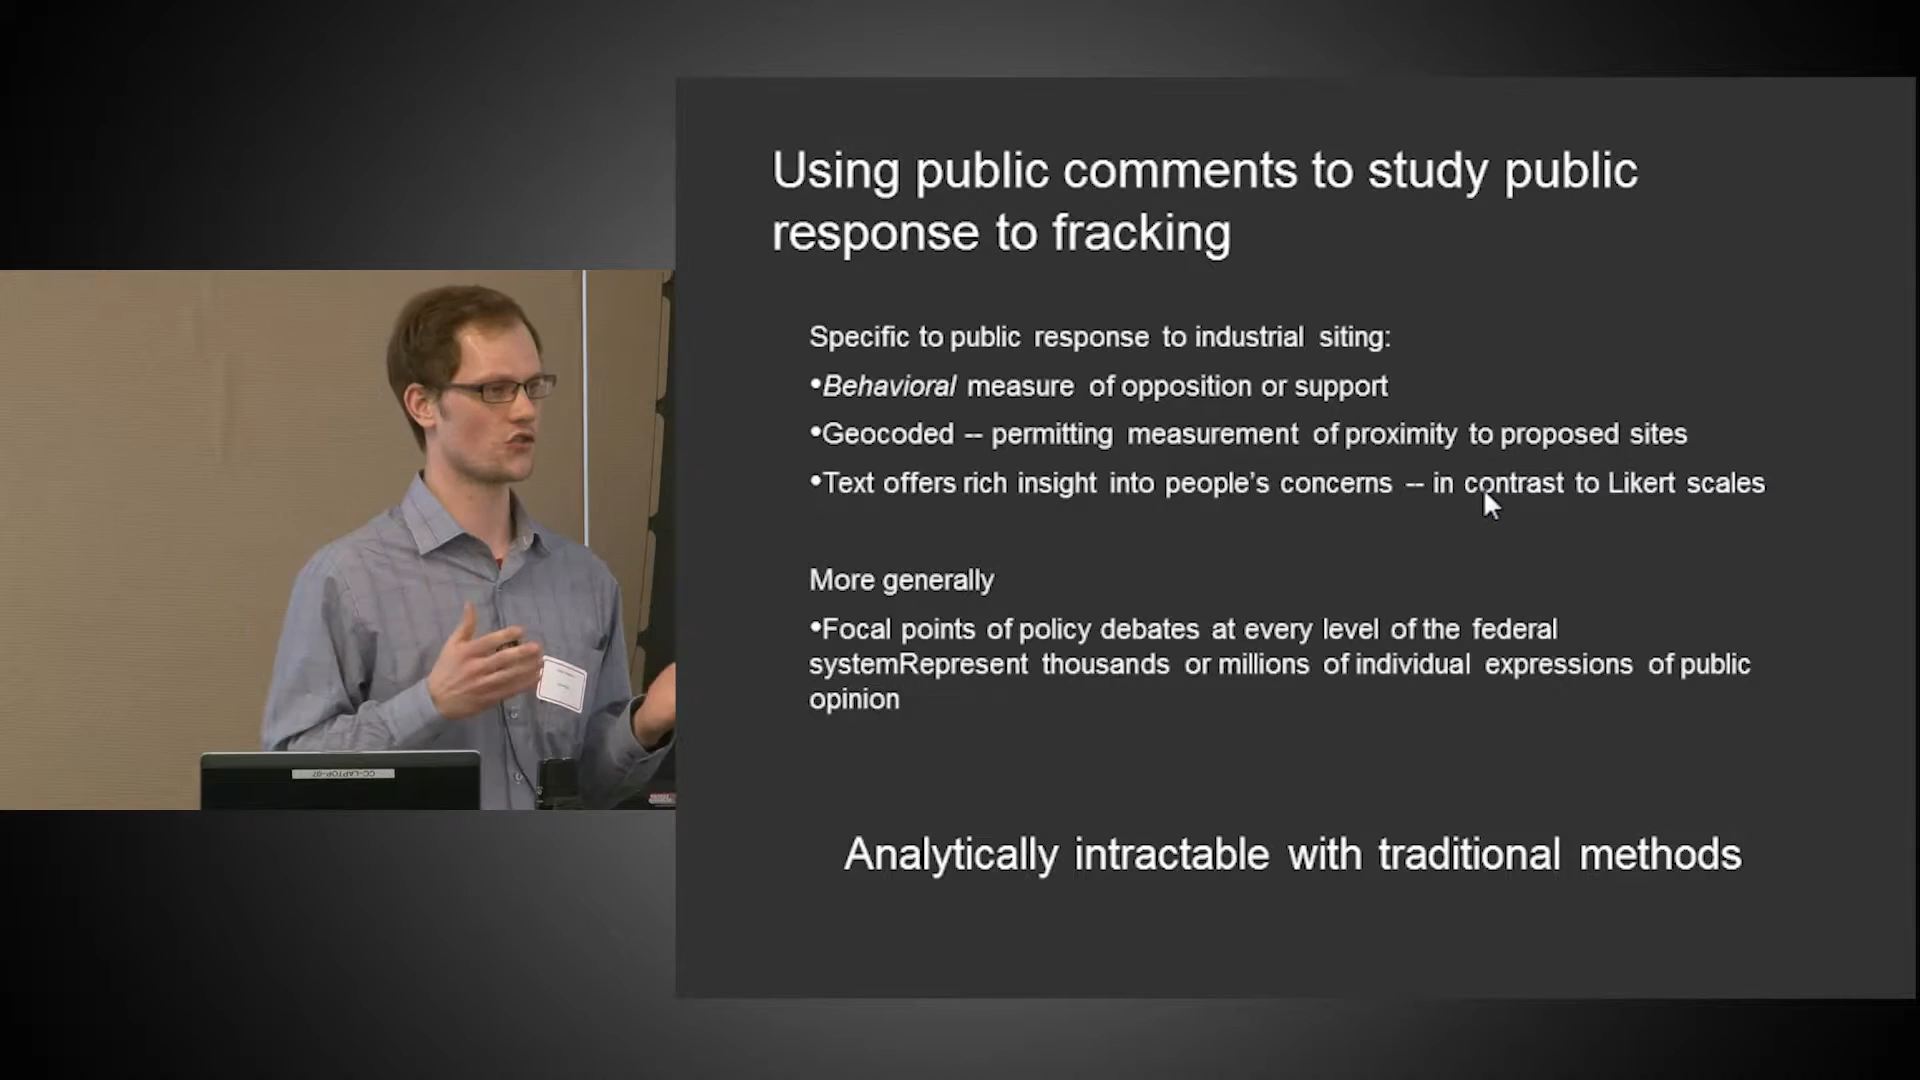 Using public comments to study public
response to fracking
Specific to public response to industrial siting:
•Behavioral measure of opposition or support
•Geocoded -- permitting measurement of proximity to proposed sites
•Text offers rich insight into people's concerns -- in contrast to Likert scales
More generally
•Focal points of policy debates at every level of the federal
systemRepresent thousands or millions of individual expressions of public
opinion
Analytically intractable with traditional methods
CC-LAPTOP-07